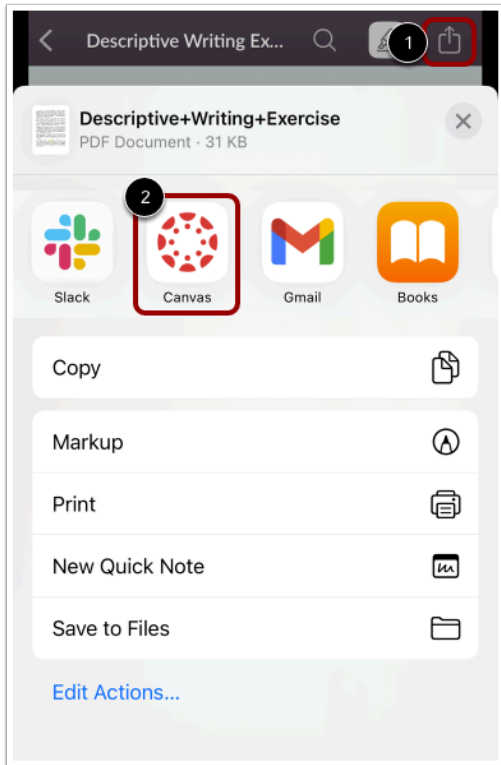 Descriptive Writing Ex...
1
Descriptive+Writing+Exercise
PDF Document · 31 KB
2
Slack
Canvas
Gmail
Books
Copy
Markup
Print
New Quick Note
Save to Files
Edit Actions...